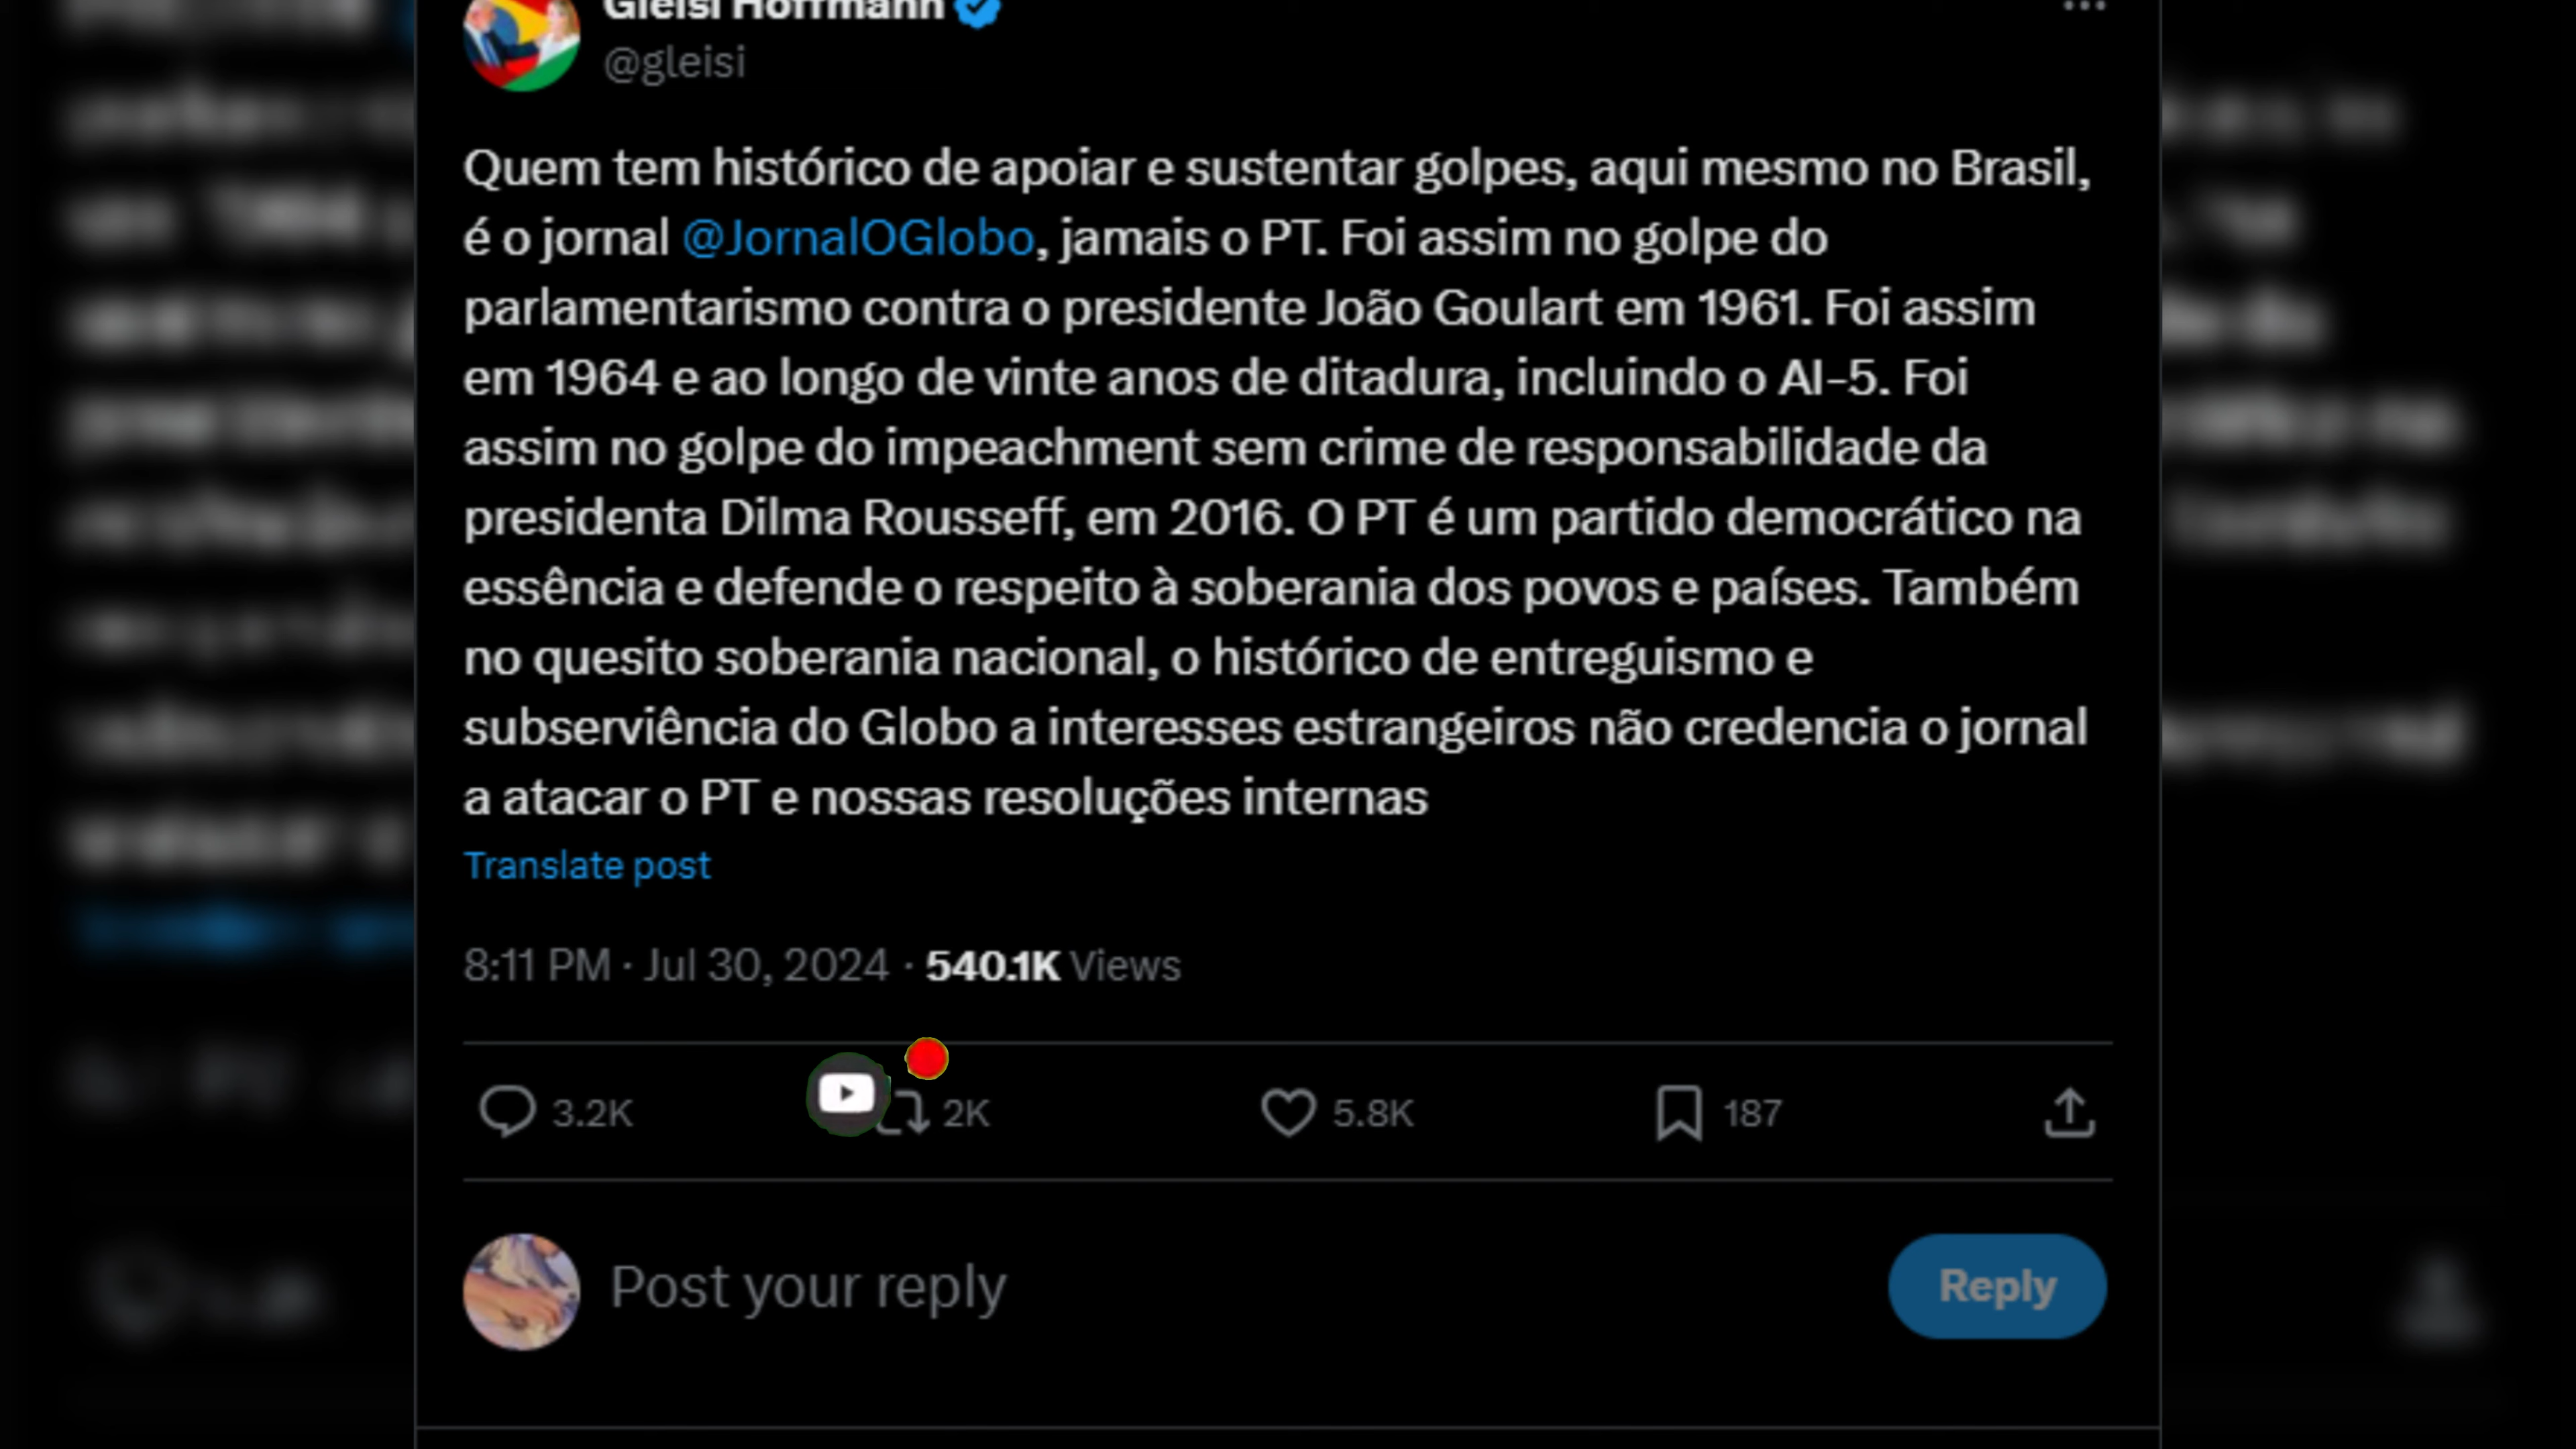 Gleisi Hoffmann
@gleisi
Quem tem histórico de apoiar e sustentar golpes, aqui mesmo no Brasil,
é o jornal @JornalOGlobo, jamais o PT. Foi assim no golpe do
parlamentarismo contra o presidente João Goulart em 1961. Foi assim
em 1964 e ao longo de vinte anos de ditadura, incluindo o AI-5. Foi
assim no golpe do impeachment sem crime de responsabilidade da
presidenta Dilma Rousseff, em 2016. O PT é um partido democrático na
essência e defende o respeito à soberania dos povos e países. Também
no quesito soberania nacional, o histórico de entreguismo e
subserviência do Globo a interesses estrangeiros não credencia o jornal
a atacar o PT e nossas resoluções internas
Translate post
8:11 PM · Jul 30, 2024 · 540.1K Views
3.2K 2K 5.8K 187
Post your reply Reply